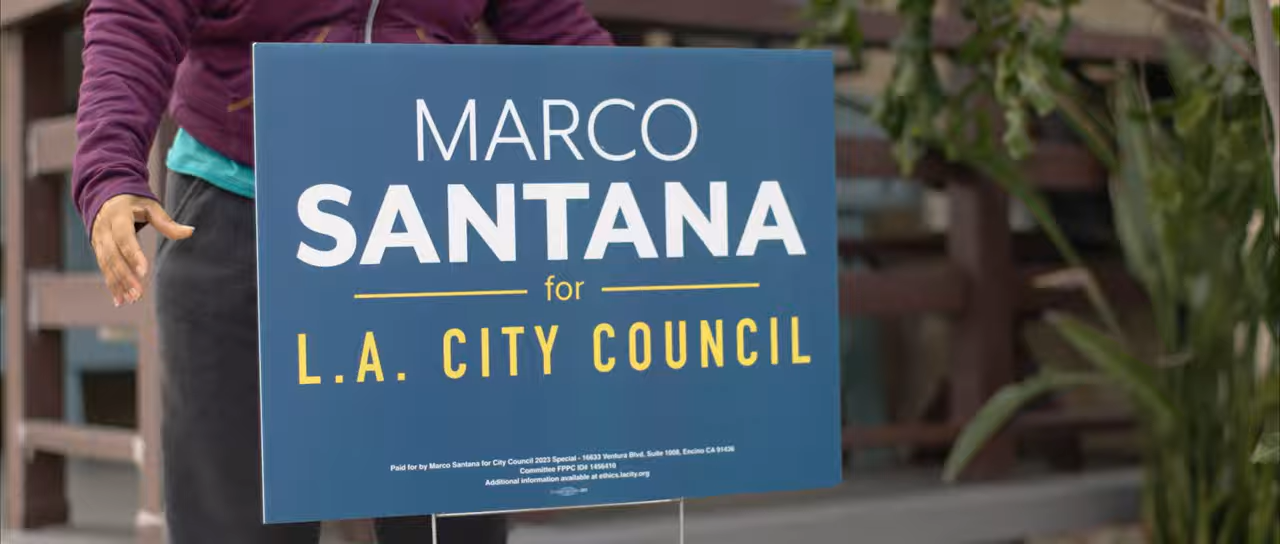 MARCO
SANTANA
for
L.A. CITY COUNCIL
Paid for by Marco Santana for City Council 2023 Special - 16633 Ventura Blvd, Suite 1008, Encino CA 91436
Committee FPPC ID# 1456410
Additional information available at ethics.lacity.org